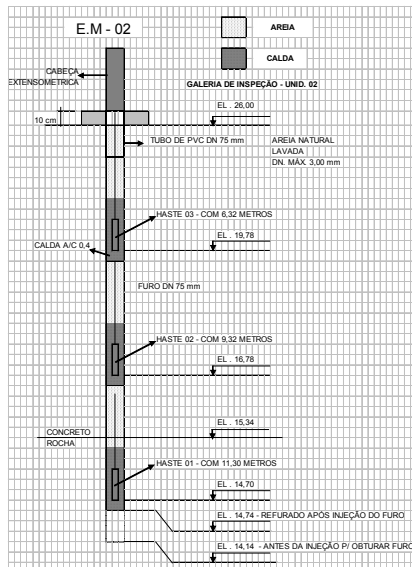 E.M - 02
AREIA
CALDA
CABEÇA
EXTENSOMETRICA
GALERIA DE INSPEÇÃO - UNID. 02
EL . 26,00
10 cm
TUBO DE PVC DN 75 mm
AREIA NATURAL
LAVADA
DN. MÁX. 3,00 mm
HASTE 03 - COM 6,32 METROS
EL . 19,78
CALDA A/C 0,4
FURO DN 75 mm
HASTE 02 - COM 9,32 METROS
EL . 16,78
EL . 15,34
CONCRETO
ROCHA
HASTE 01 - COM 11,30 METROS
EL . 14,70
EL . 14,74 - REFURADO APÓS INJEÇÃO DO FURO
EL . 14,14 - ANTES DA INJEÇÃO P/ OBTURAR FURO